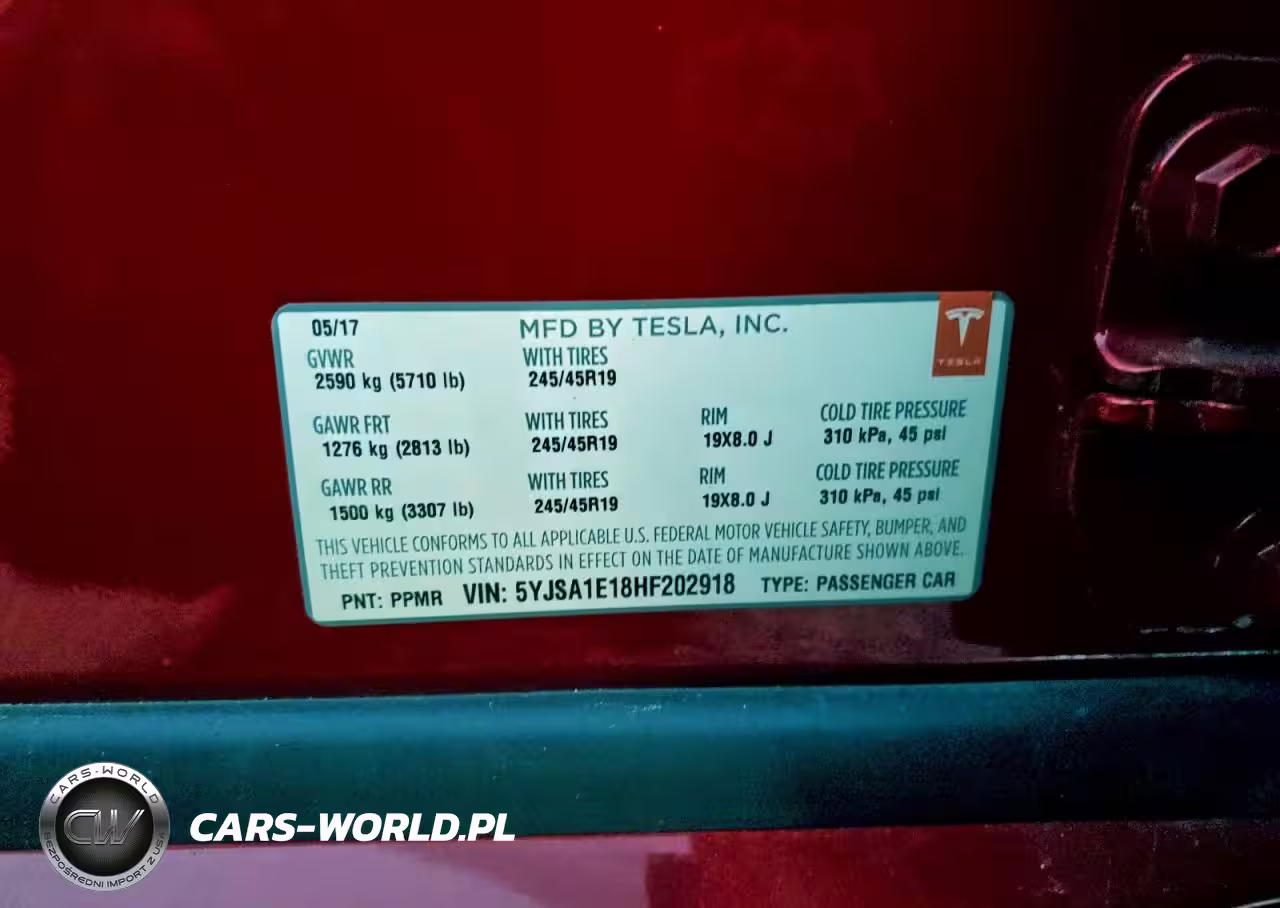 05/17 MFD BY TESLA, INC.
TESLA
GVWR WITH TIRES
2590 kg (5710 lb) 245/45R19
GAWR FRT WITH TIRES RIM COLD TIRE PRESSURE
1276 kg (2813 lb) 245/45R19 19X8.0 J 310 kPa, 45 psi
GAWR RR WITH TIRES RIM COLD TIRE PRESSURE
1500 kg (3307 lb) 245/45R19 19X8.0 J 310 kPa, 45 psi
THIS VEHICLE CONFORMS TO ALL APPLICABLE U.S. FEDERAL MOTOR VEHICLE SAFETY, BUMPER, AND
THEFT PREVENTION STANDARDS IN EFFECT ON THE DATE OF MANUFACTURE SHOWN ABOVE.
PNT: PPMR VIN: 5YJSA1E18HF202918 TYPE: PASSENGER CAR
CARS-WORLD
CW
BEZPOŚREDNI IMPORT Z USA
CARS-WORLD.PL